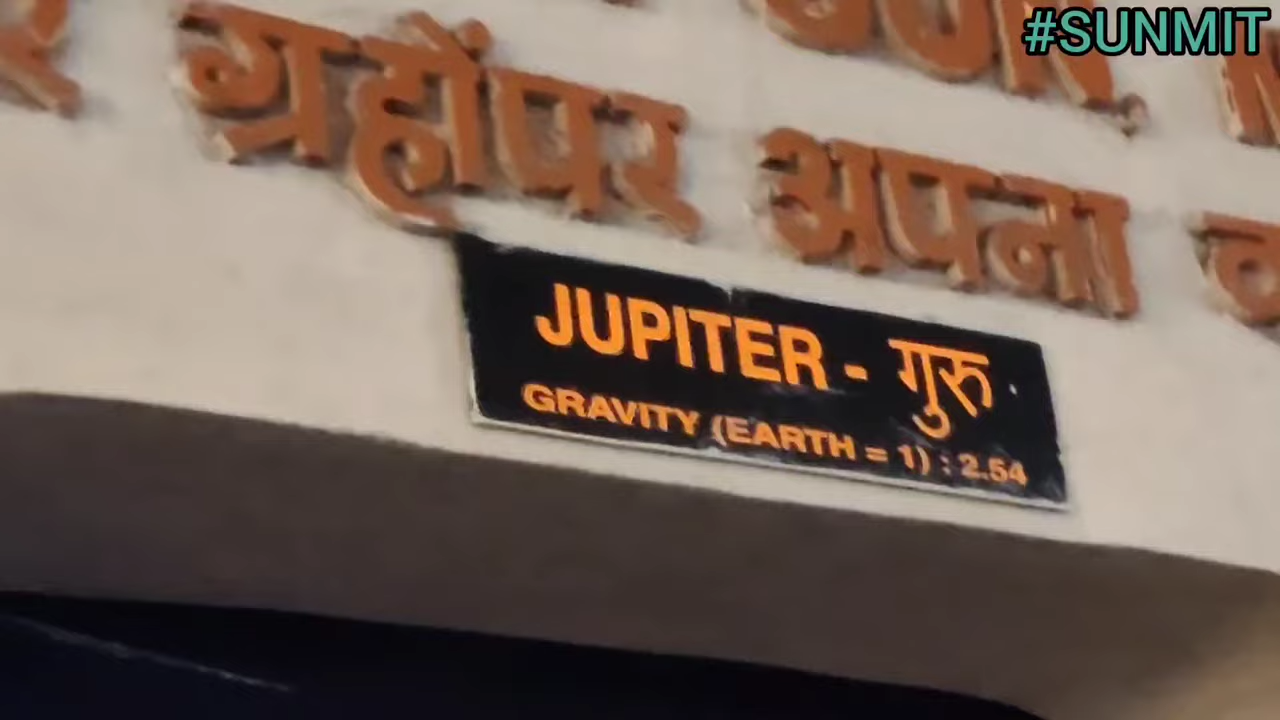 #SUNMIT
ग्रहोंपर अपना
JUPITER - गुरु
GRAVITY (EARTH = 1) : 2.54